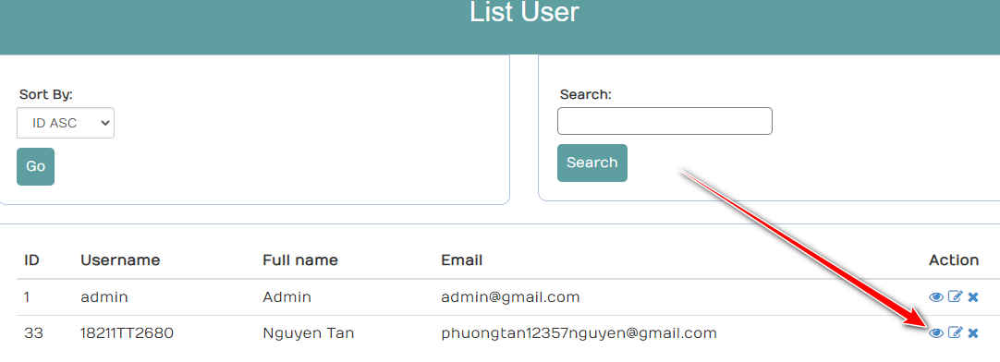 List User
Sort By:
ID ASC
Go
Search:
Search
ID Username Full name Email Action
1 admin Admin admin@gmail.com
33 18211TT2680 Nguyen Tan phuongtan12357nguyen@gmail.com